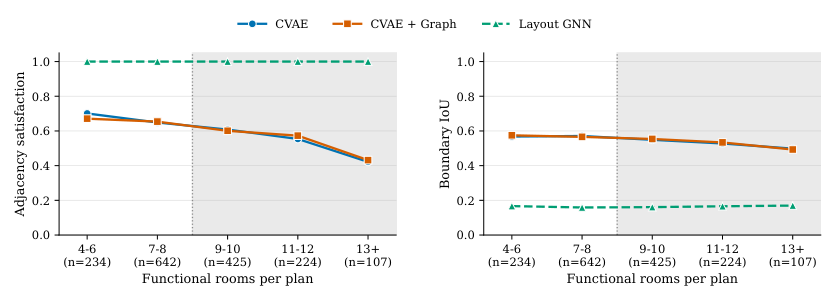 CVAE CVAE + Graph Layout GNN
Adjacency satisfaction
1.0
0.8
0.6
0.4
0.2
0.0
4-6 7-8 9-10 11-12 13+
(n=234) (n=642) (n=425) (n=224) (n=107)
Functional rooms per plan
Boundary IoU
1.0
0.8
0.6
0.4
0.2
0.0
4-6 7-8 9-10 11-12 13+
(n=234) (n=642) (n=425) (n=224) (n=107)
Functional rooms per plan